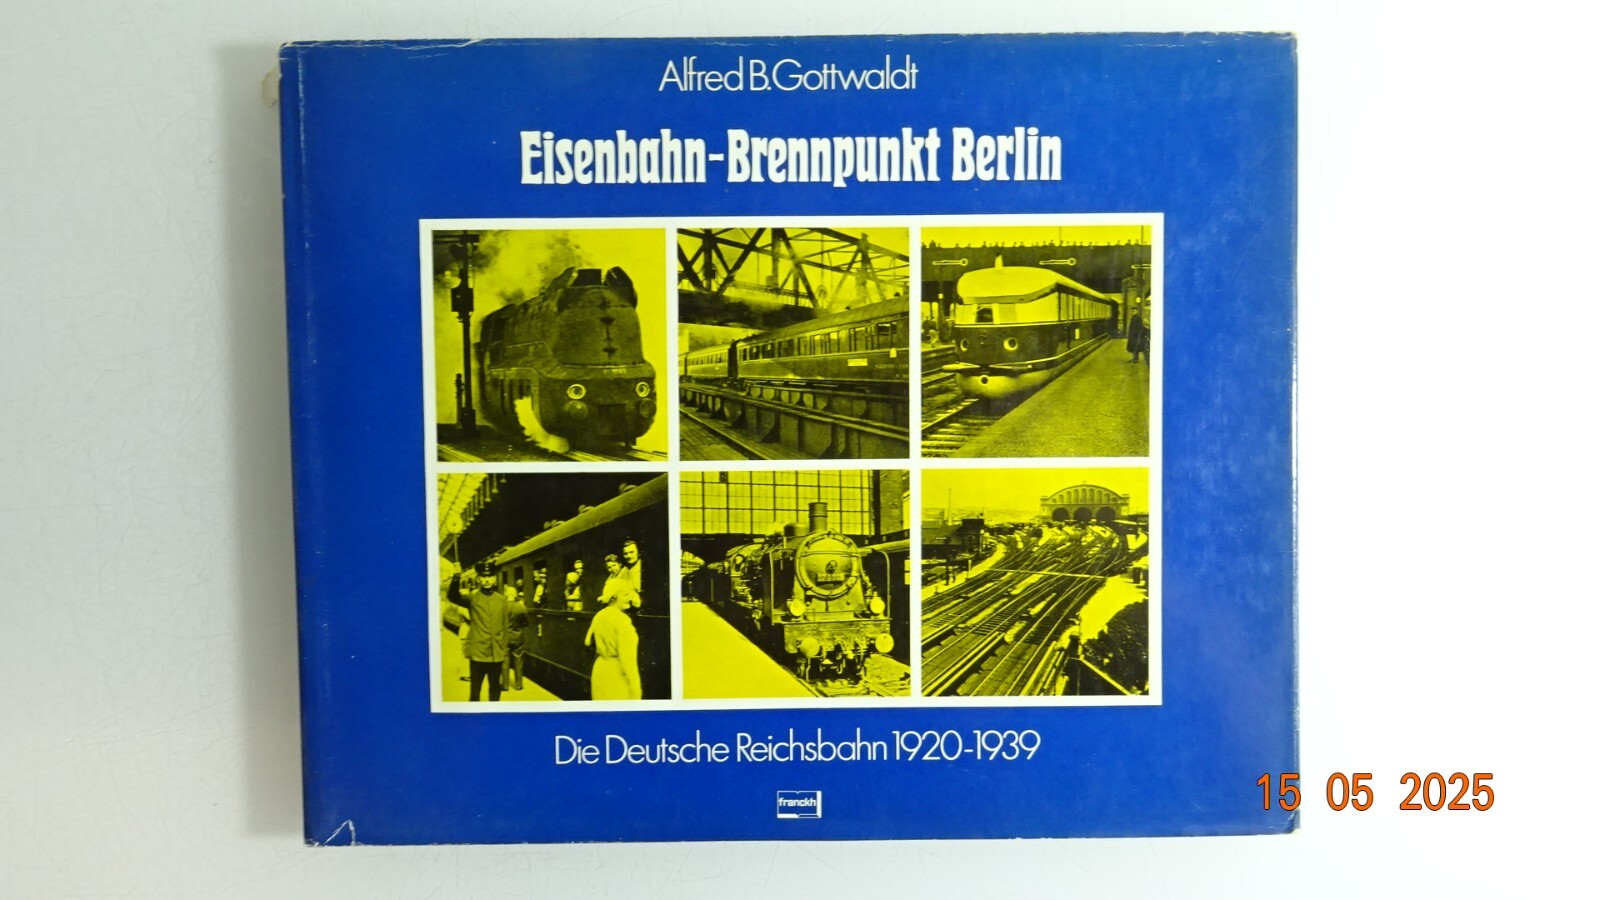 Alfred B. Gottwaldt
Eisenbahn-Brennpunkt Berlin
Die Deutsche Reichsbahn 1920-1939
franckh
15 05 2025